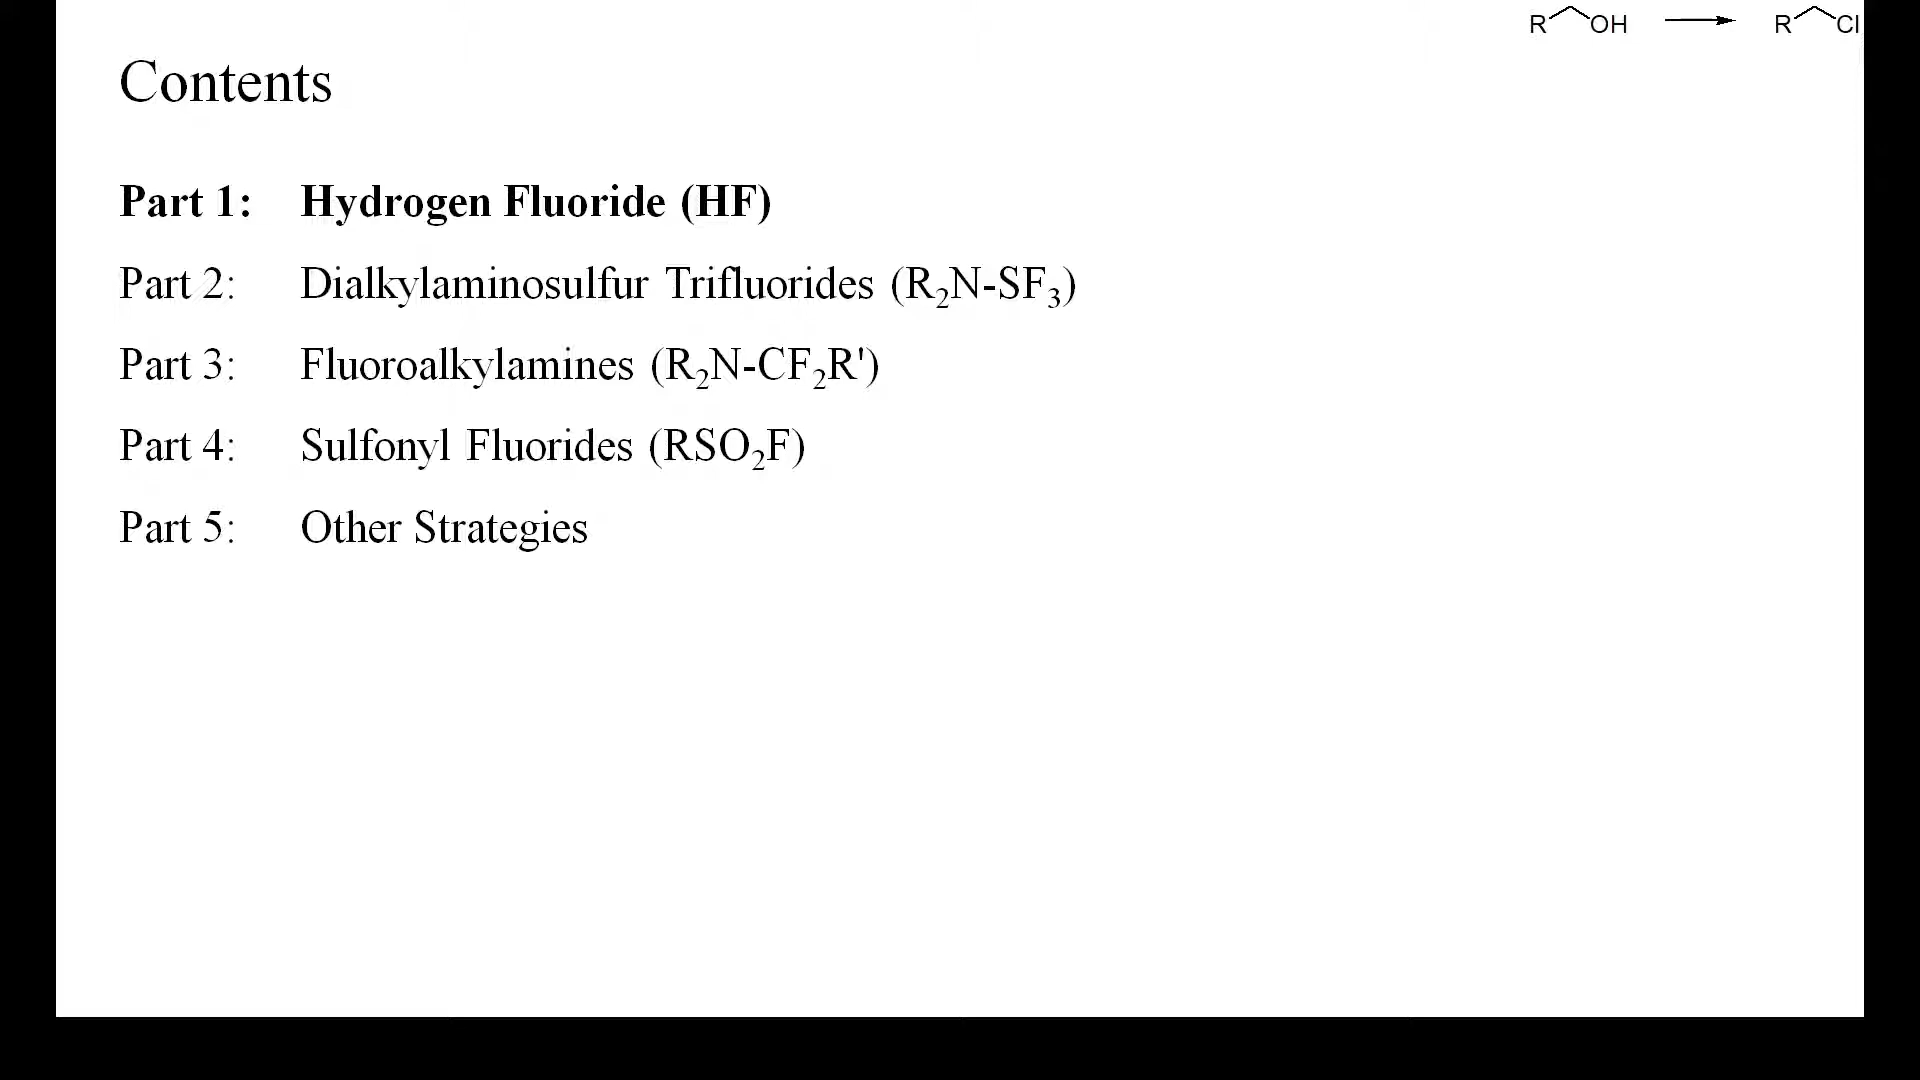 R OH R Cl
Contents
Part 1: Hydrogen Fluoride (HF)
Part 2: Dialkylaminosulfur Trifluorides (R₂N-SF₃)
Part 3: Fluoroalkylamines (R₂N-CF₂R')
Part 4: Sulfonyl Fluorides (RSO₂F)
Part 5: Other Strategies